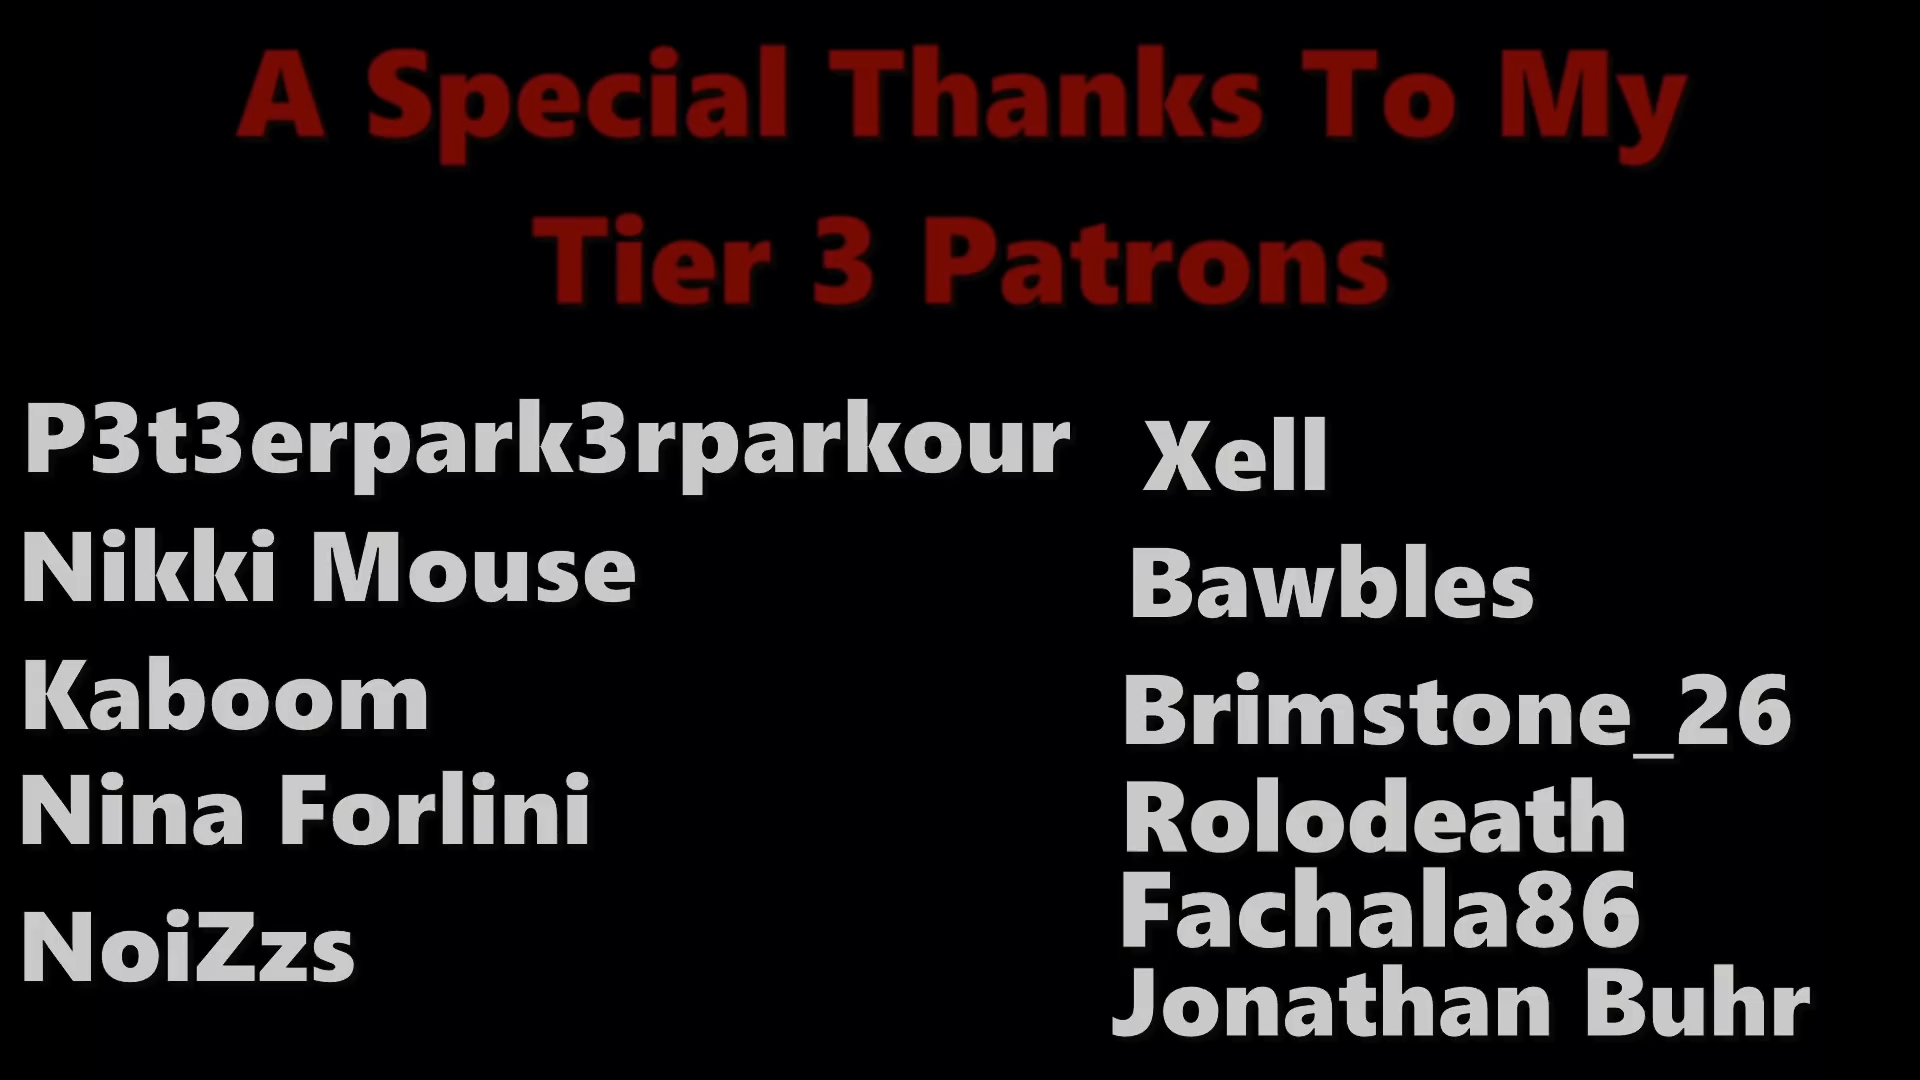 A Special Thanks To My
Tier 3 Patrons
P3t3erpark3rparkour
Nikki Mouse
Kaboom
Nina Forlini
NoiZzs
Xell
Bawbles
Brimstone_26
Rolodeath
Fachala86
Jonathan Buhr